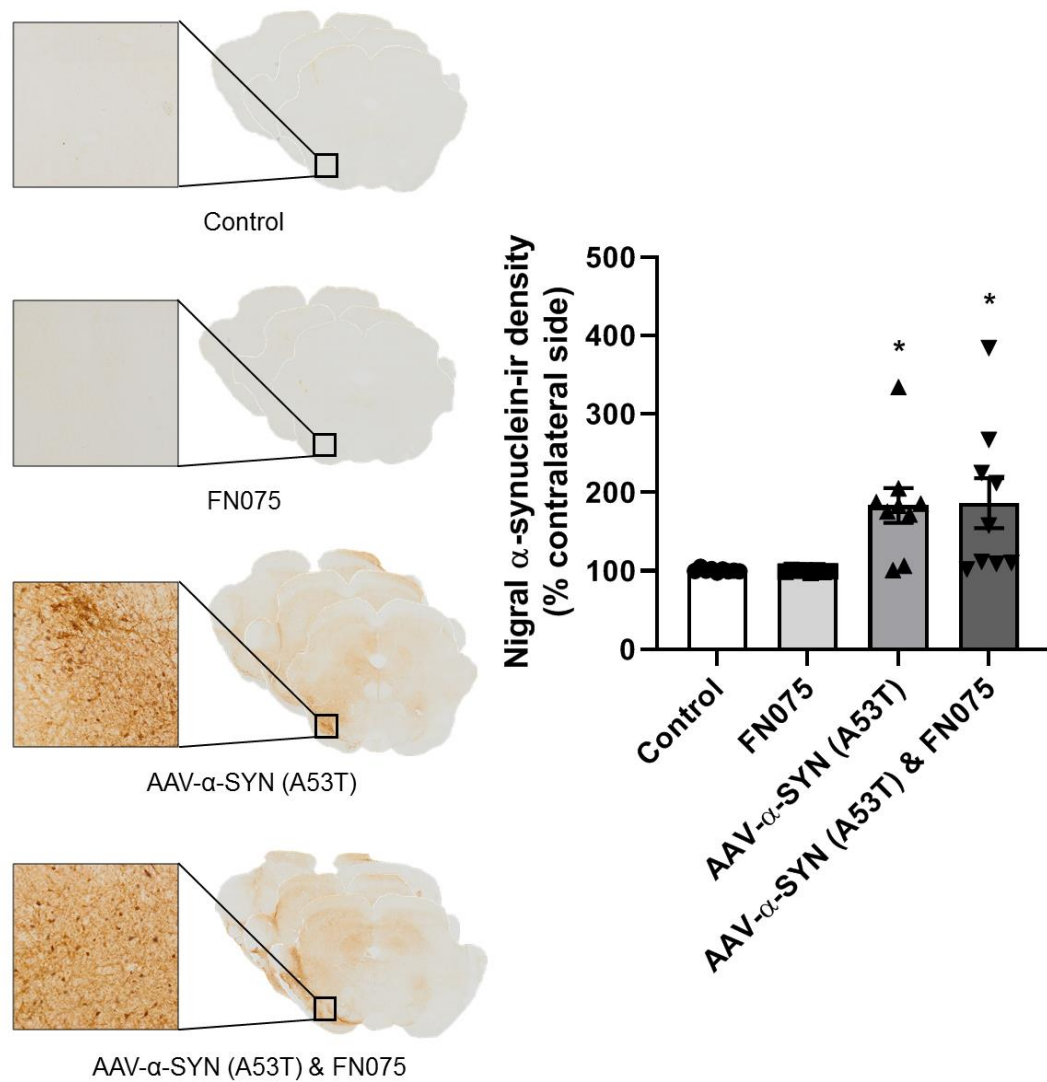 Control
FN075
AAV-α-SYN (A53T)
AAV-α-SYN (A53T) & FN075
Nigral α-synuclein-ir density
(% contralateral side)
500
400
300
200
100
0
*
*
Control
FN075
AAV-α-SYN (A53T)
AAV-α-SYN (A53T) & FN075